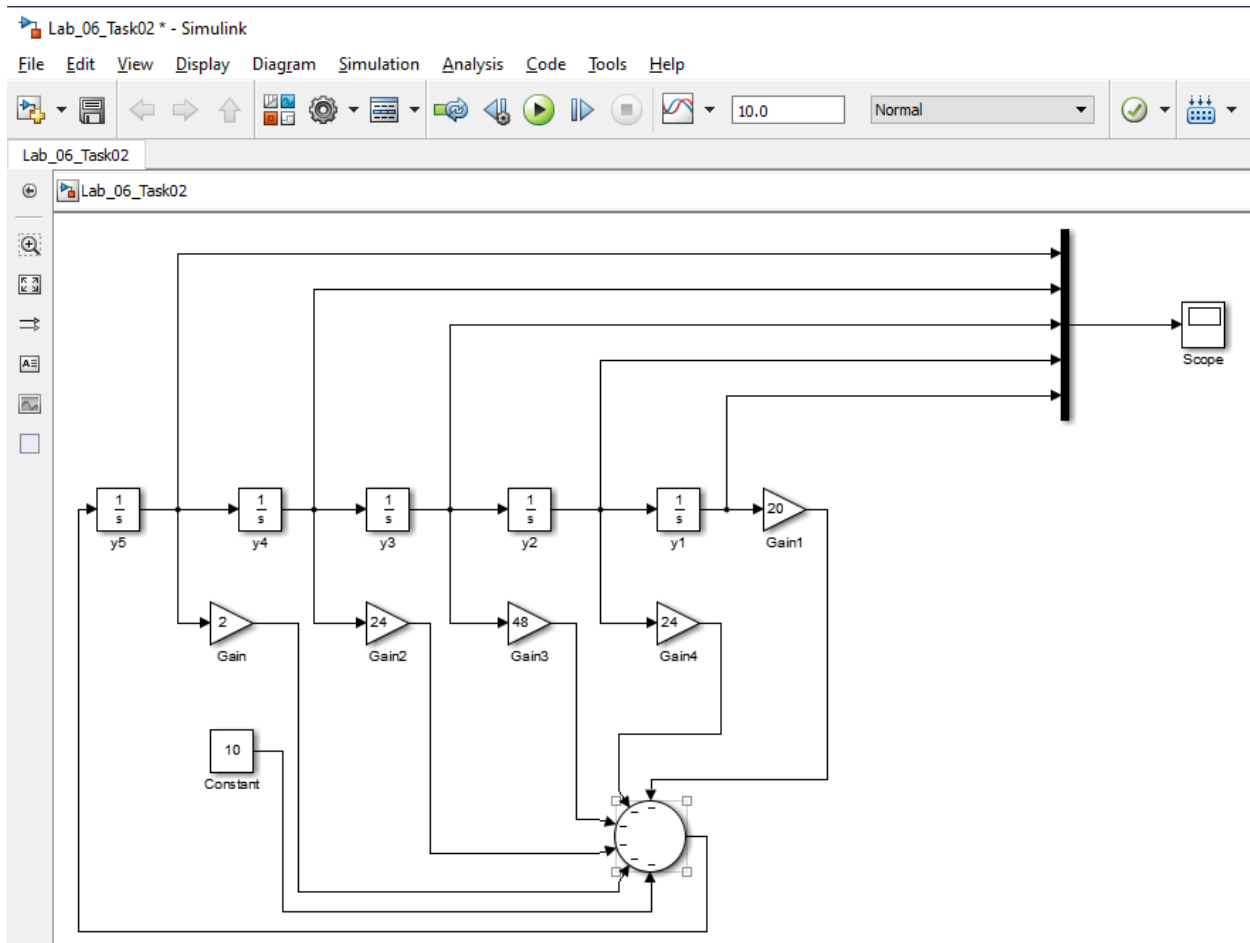 Lab_06_Task02 * - Simulink
File Edit View Display Diagram Simulation Analysis Code Tools Help
10.0 Normal
Lab_06_Task02
Lab_06_Task02
Scope
1 1 1 1 1 20
s s s s s
y5 y4 y3 y2 y1 Gain1
2 24 48 24
Gain Gain2 Gain3 Gain4
10
Constant